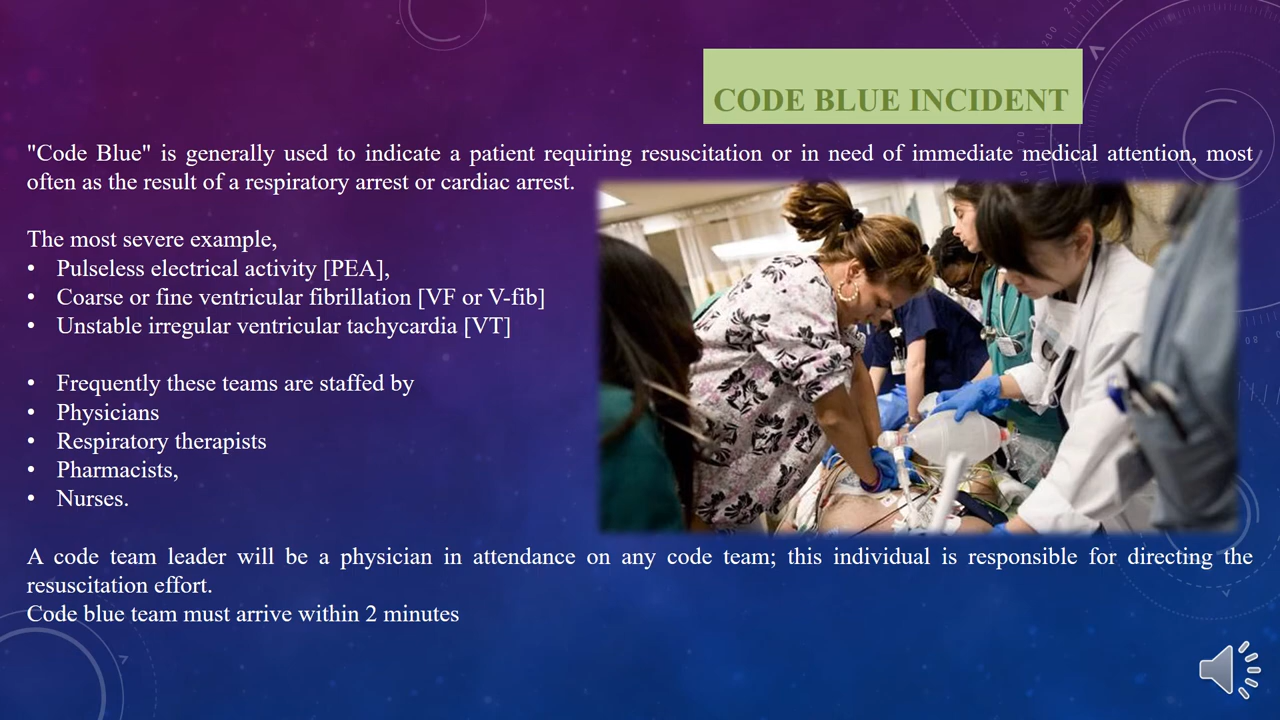 CODE BLUE INCIDENT
"Code Blue" is generally used to indicate a patient requiring resuscitation or in need of immediate medical attention, most
often as the result of a respiratory arrest or cardiac arrest.
The most severe example,
• Pulseless electrical activity [PEA],
• Coarse or fine ventricular fibrillation [VF or V-fib]
• Unstable irregular ventricular tachycardia [VT]
• Frequently these teams are staffed by
• Physicians
• Respiratory therapists
• Pharmacists,
• Nurses.
A code team leader will be a physician in attendance on any code team; this individual is responsible for directing the
resuscitation effort.
Code blue team must arrive within 2 minutes